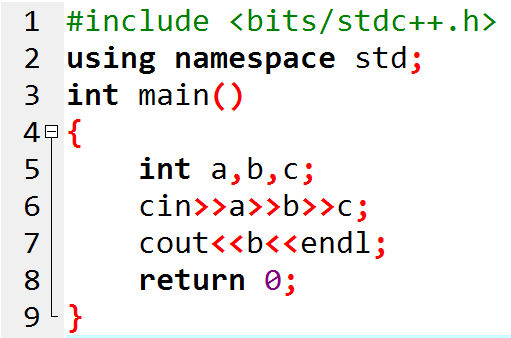 1 #include <bits/stdc++.h>
2 using namespace std;
3 int main()
4 {
5     int a,b,c;
6     cin>>a>>b>>c;
7     cout<<b<<endl;
8     return 0;
9 }